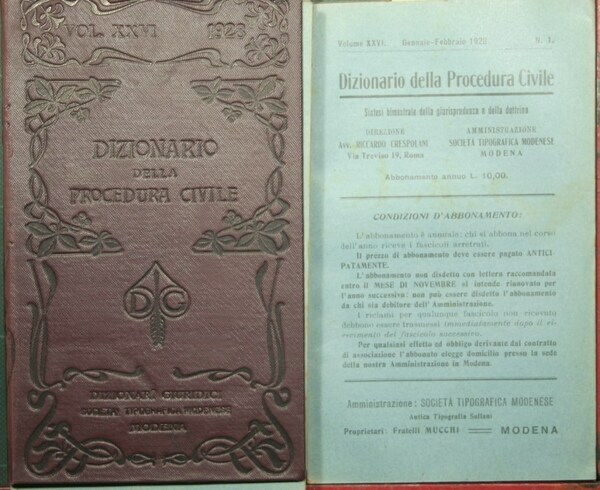 VOL. XXVI 1923
DIZIONARIO
DELLA
PROCEDURA CIVILE
D C
DIZIONARI GIURIDICI
SOCIETA' TIPOGRAFICA MODENESE
MODENA
Volume XXVI. Gennaio-Febbraio 1923 N. 1.
Dizionario della Procedura Civile
Sintesi bimestrale della giurisprudenza e della dottrina
DIREZIONE
Avv. RICCARDO CRESPOLANI
Via Treviso 16, Roma
AMMINISTRAZIONE
SOCIETÀ TIPOGRAFICA MODENESE
MODENA
Abbonamento annuo L. 10,00.
CONDIZIONI D'ABBONAMENTO:
L'abbonamento è annuale: chi si abbona nel corso
dell'anno riceve i fascicoli arretrati.
Il prezzo di abbonamento deve essere pagato ANTICI-
PATAMENTE.
L'abbonamento non disdetto con lettera raccomandata
entro il MESE DI NOVEMBRE si intende rinnovato per
l'anno successivo: non può essere disdetto l'abbonamento
da chi sia debitore dell'Amministrazione.
I reclami per qualunque fascicolo non ricevuto
debbono essere trasmessi immediatamente dopo il ri-
cevimento del fascicolo successivo.
Per qualsiasi effetto od obbligo derivante dal contratto
di associazione l'abbonato elegge domicilio presso la sede
della nostra Amministrazione in Modena
Amministrazione: SOCIETÀ TIPOGRAFICA MODENESE
Antica Tipografia Soliani
Proprietari: Fratelli MUCCHI MODENA